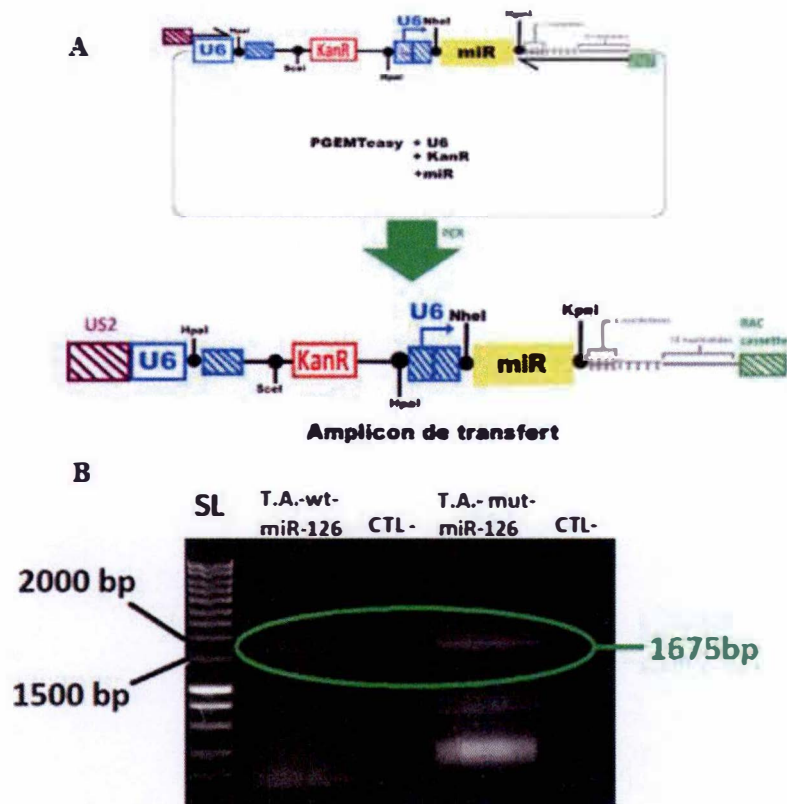 A
U6
HpaI
SceI
KanR
HpaI
U6
NheI
miR
PGEMTeasy + U6
+ KanR
+miR
PCR
US2
U6
HpaI
SceI
KanR
HpaI
U6
NheI
miR
KpnI
cassette
Amplicon de transfert
B
SL
T.A.-wt-
miR-126
CTL -
T.A.- mut-
miR-126
CTL-
2000 bp
1500 bp
1675bp